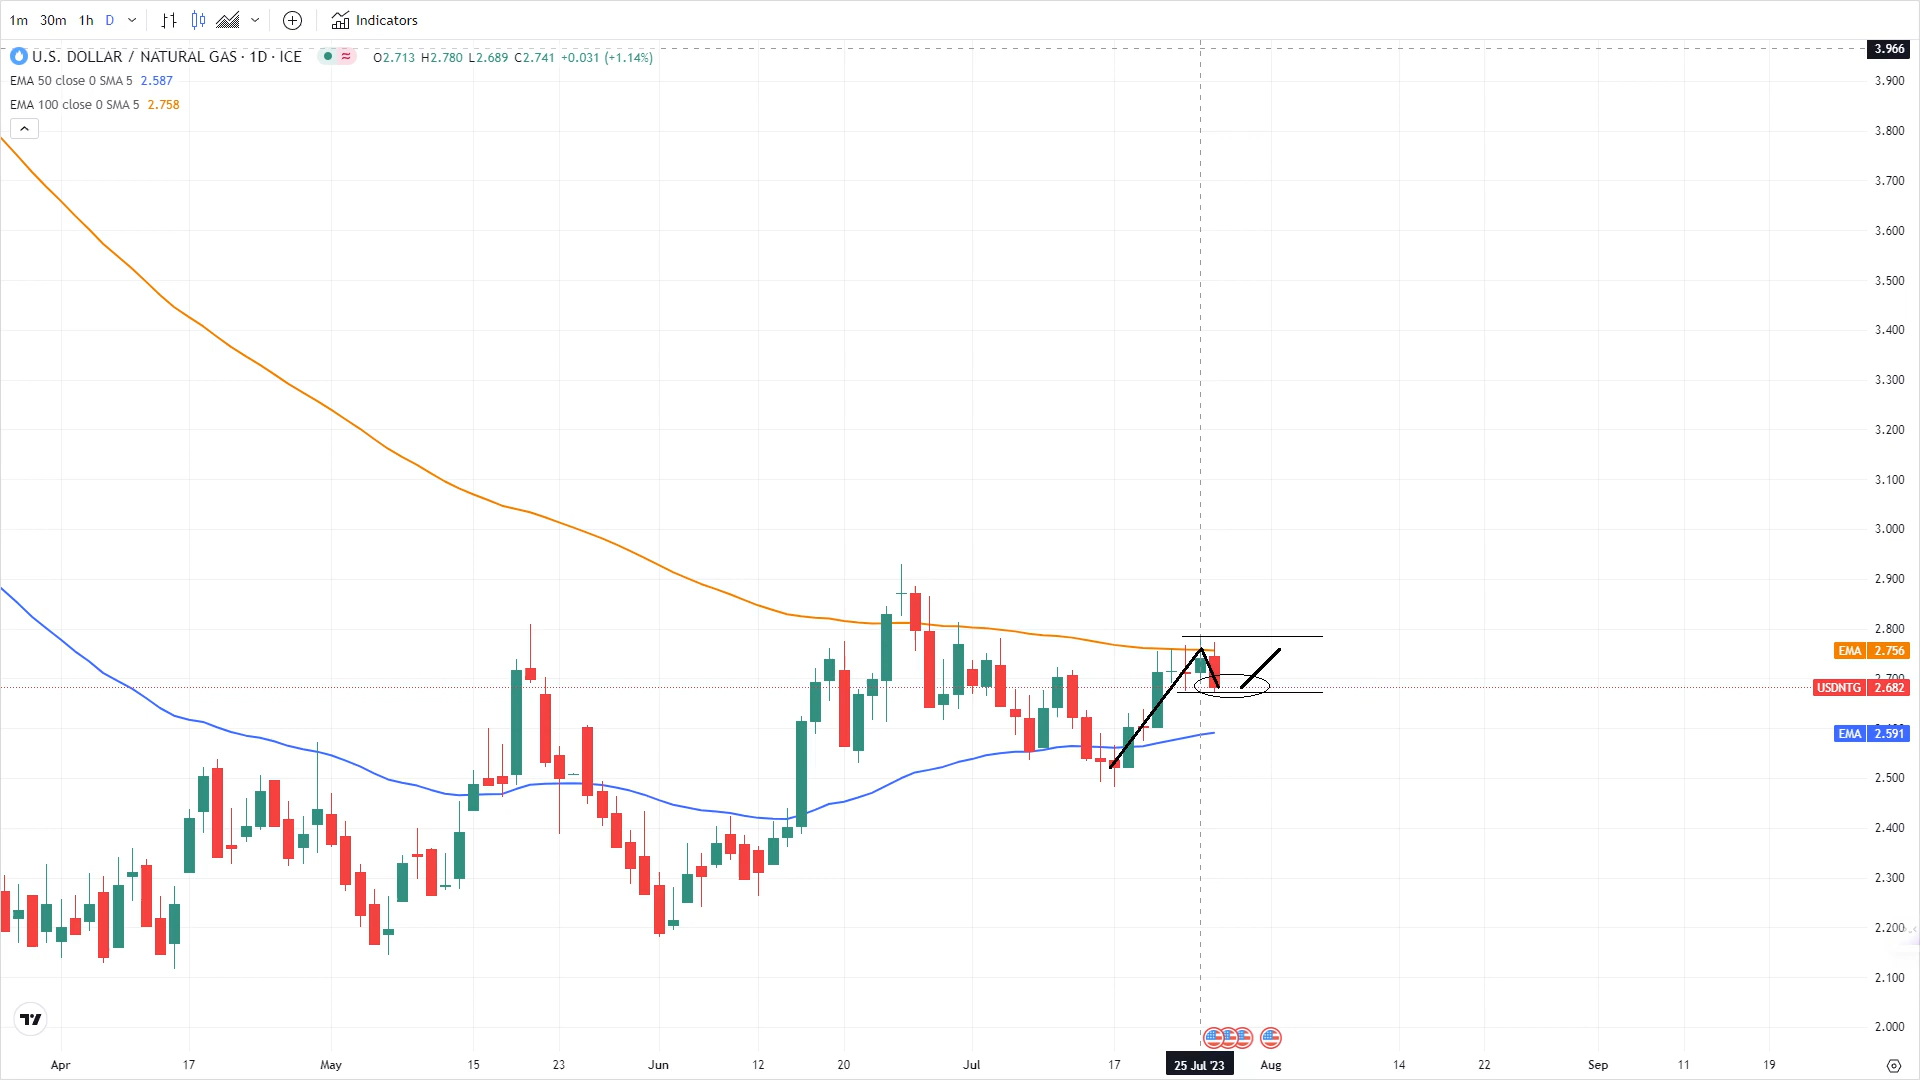 1m 30m 1h D Indicators
U.S. DOLLAR / NATURAL GAS · 1D · ICE O2.713 H2.780 L2.689 C2.741 +0.031 (+1.14%)
EMA 50 close 0 SMA 5 2.587
EMA 100 close 0 SMA 5 2.758
3.966
3.900
3.800
3.700
3.600
3.500
3.400
3.300
3.200
3.100
3.000
2.900
2.800
EMA 2.756
USDNTG 2.682
EMA 2.591
2.500
2.400
2.300
2.200
2.100
2.000
Apr 17 May 15 23 Jun 12 20 Jul 17 25 Jul '23 Aug 14 22 Sep 11 19